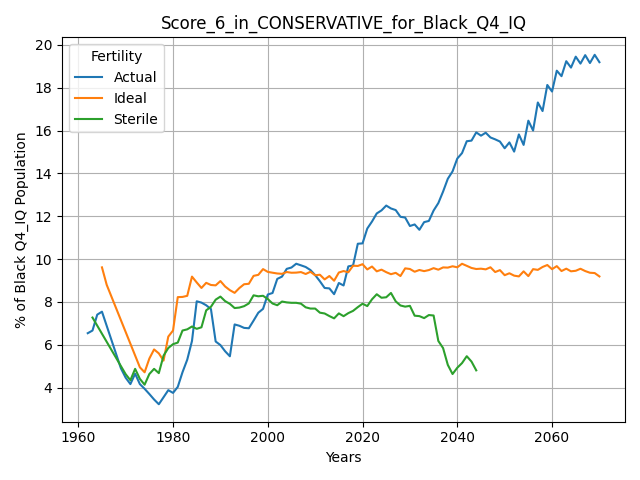 Score_6_in_CONSERVATIVE_for_Black_Q4_IQ
% of Black Q4_IQ Population
20
18
16
14
12
10
8
6
4
Fertility
Actual
Ideal
Sterile
1960 1980 2000 2020 2040 2060
Years